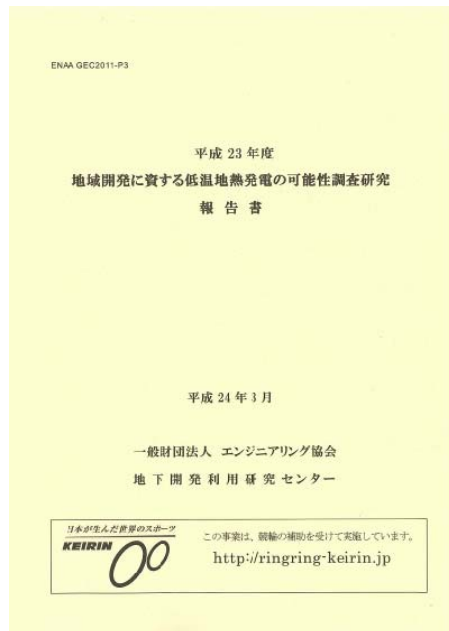 ENAA GEC2011-P3
平成 23 年度
地域開発に資する低温地熱発電の可能性調査研究
報 告 書
平成 24 年 3 月
一般財団法人 エンジニアリング協会
地 下 開 発 利 用 研 究 セ ン タ ー
日本が生んだ世界のスポーツ
KEIRIN
この事業は、競輪の補助を受けて実施しています。
http://ringring-keirin.jp